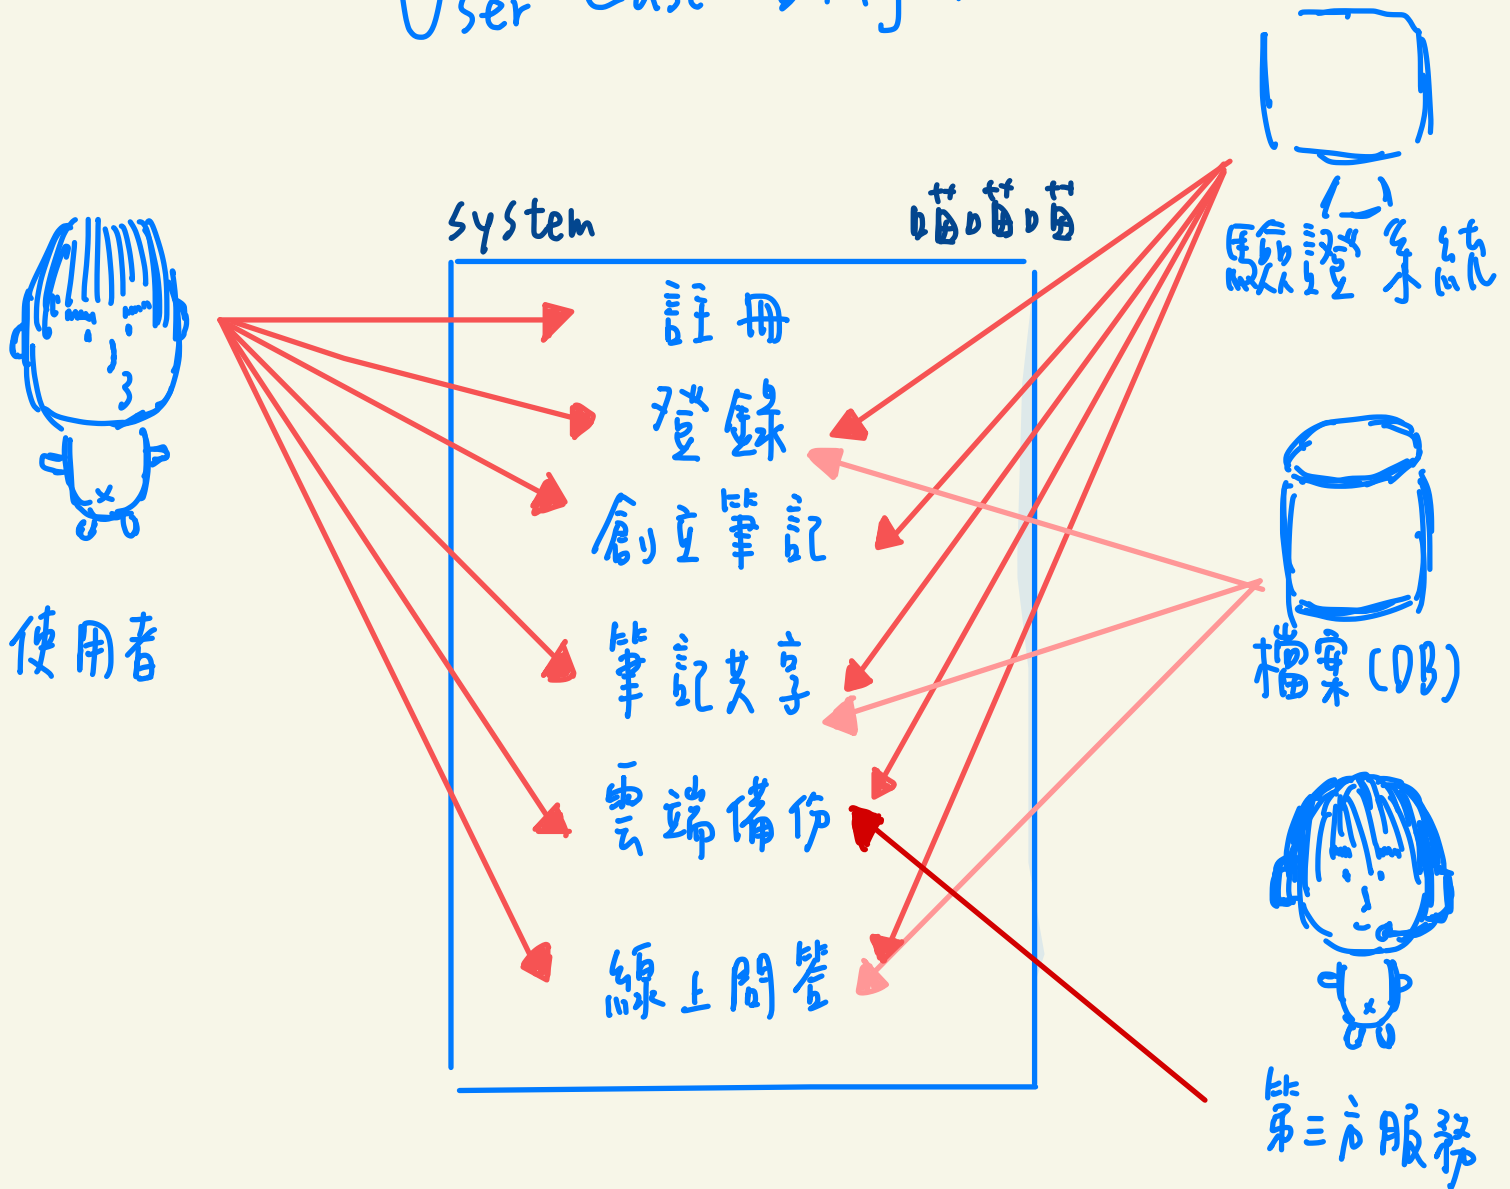 User Case
system
喵喵喵
註冊
登錄
創立筆記
筆記共享
雲端備份
線上問答
使用者
驗證系統
檔案(DB)
第三方服務